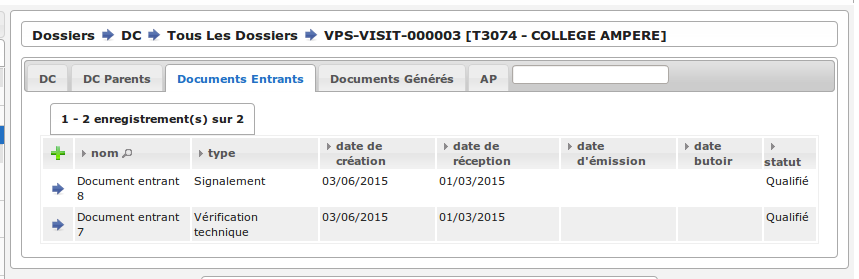 Dossiers DC Tous Les Dossiers VPS-VISIT-000003 [T3074 - COLLEGE AMPERE]
DC DC Parents Documents Entrants Documents Générés AP
1 - 2 enregistrement(s) sur 2
nom type date de création date de réception date d'émission date butoir statut
Document entrant 8 Signalement 03/06/2015 01/03/2015 Qualifié
Document entrant 7 Vérification technique 03/06/2015 01/03/2015 Qualifié